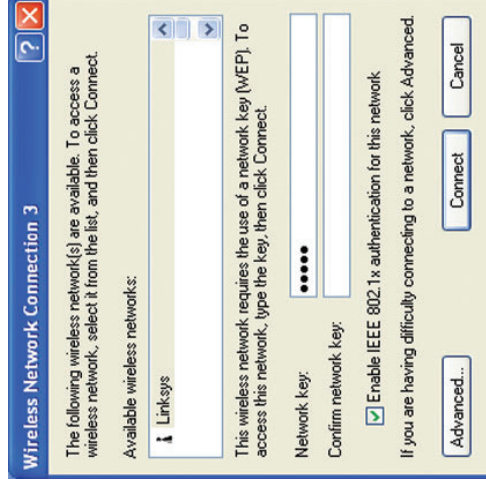 Wireless Network Connection 3
The following wireless network(s) are available. To access a
wireless network, select it from the list, and then click Connect.
Available wireless networks:
Linksys
This wireless network requires the use of a network key (WEP). To
access this network, type the key, then click Connect.
Network key: •••••
Confirm network key:
Enable IEEE 802.1x authentication for this network
If you are having difficulty connecting to a network, click Advanced.
Advanced... Connect Cancel